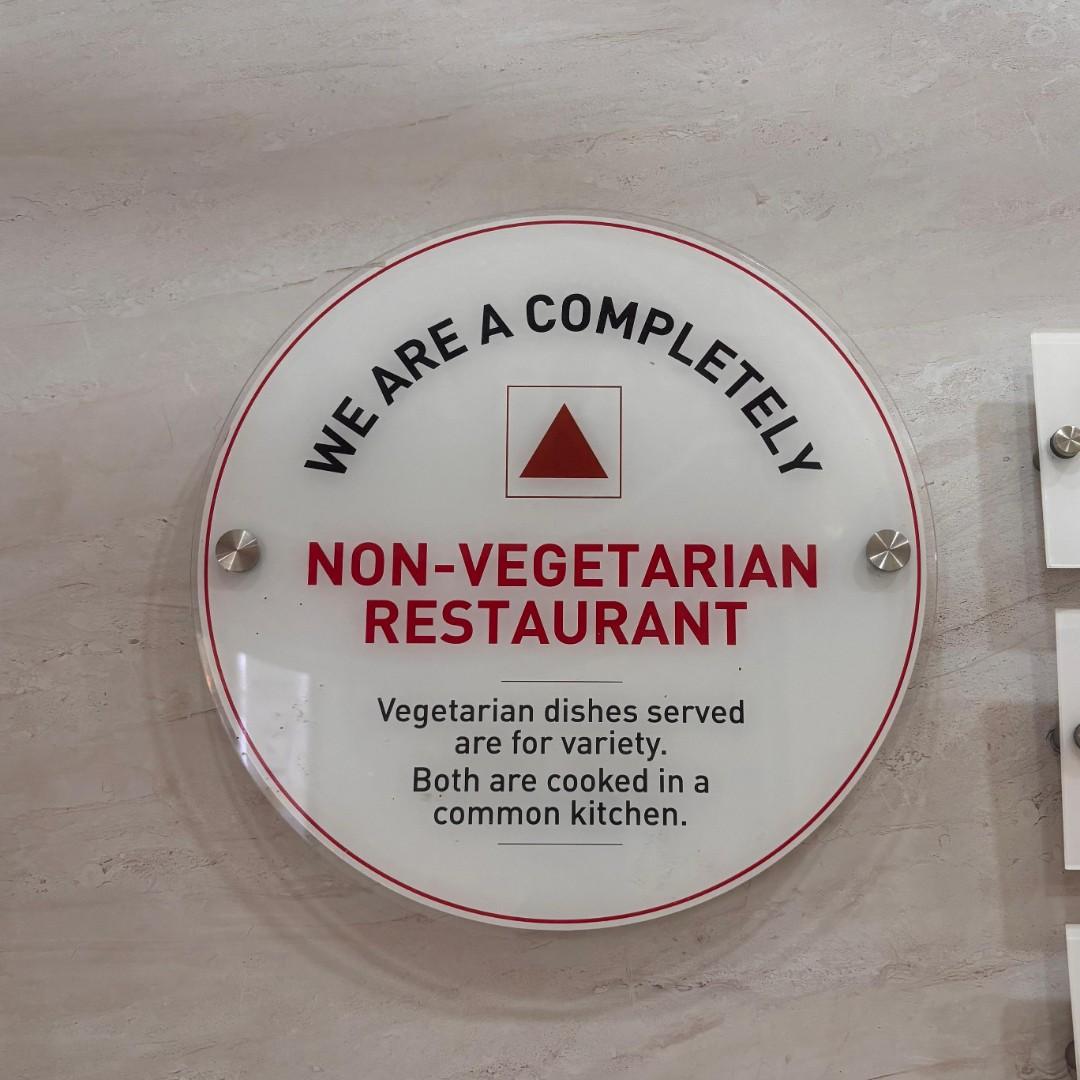 WE ARE A COMPLETELY
NON-VEGETARIAN
RESTAURANT
Vegetarian dishes served
are for variety.
Both are cooked in a
common kitchen.